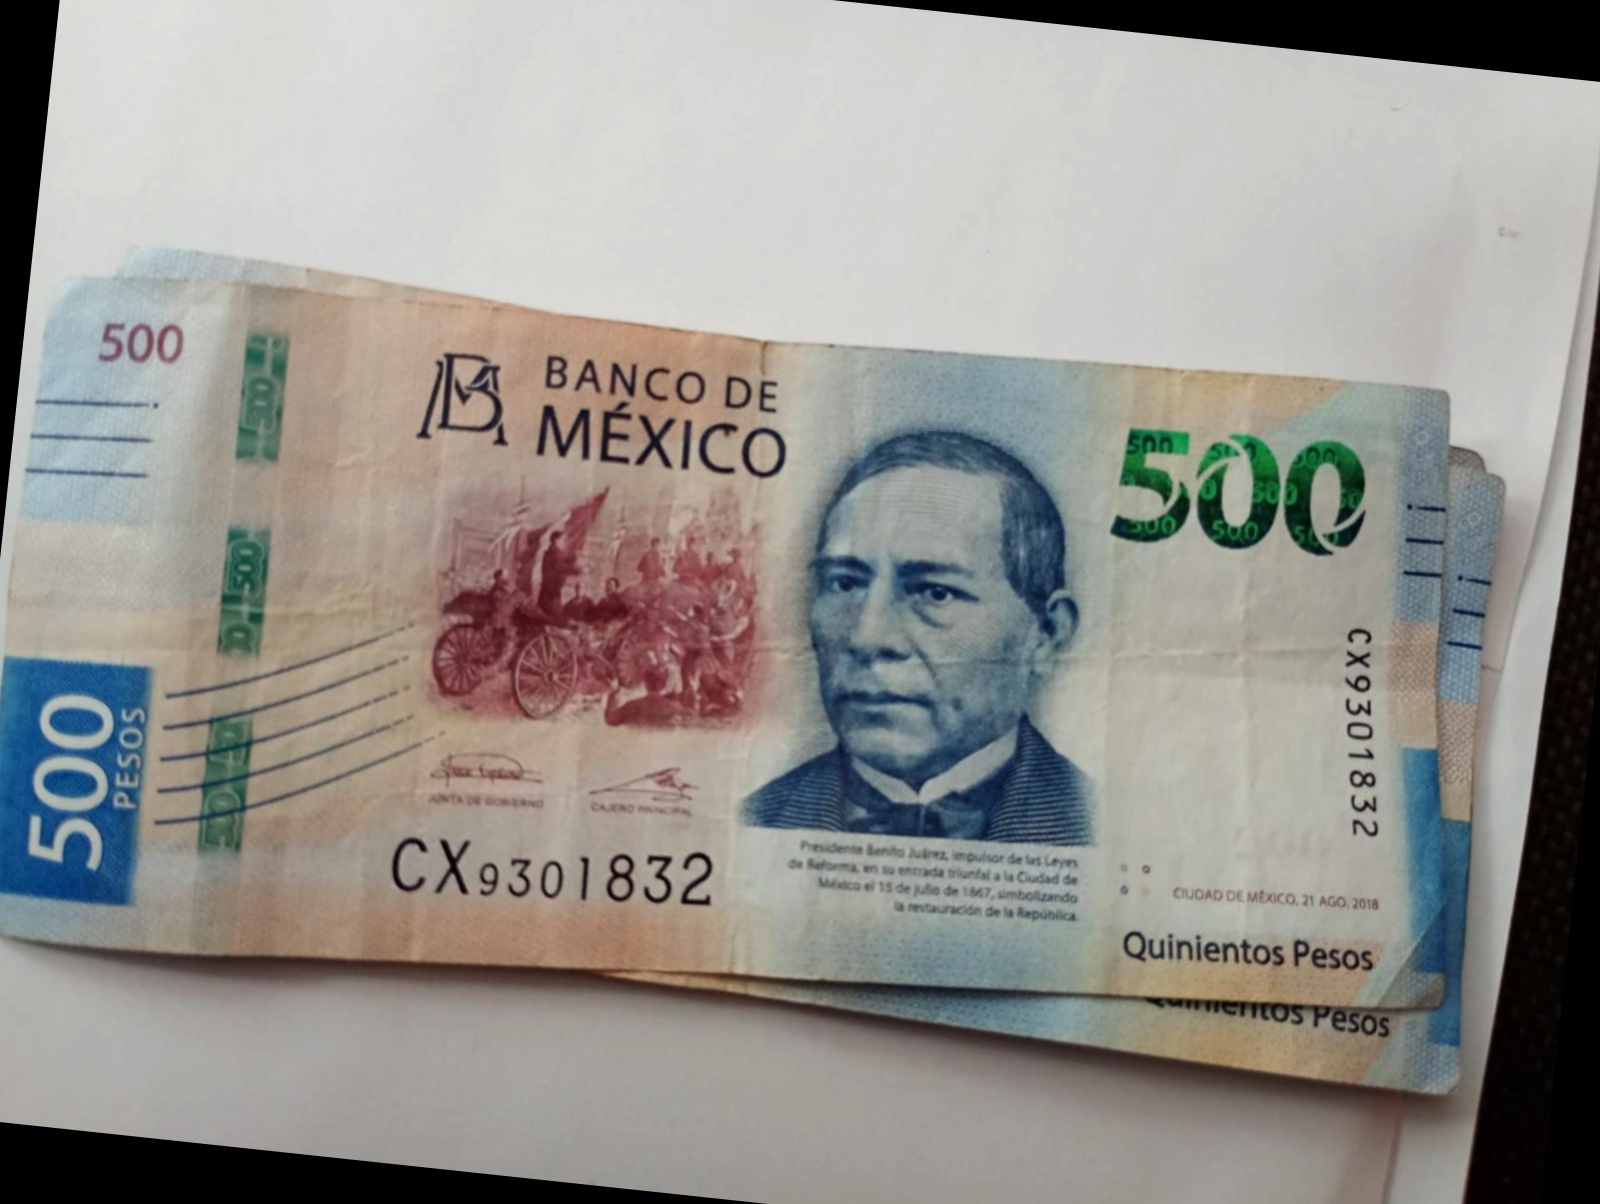 500
BANCO DE
MÉXICO
500
500 PESOS
JUNTA DE GOBIERNO
CAJERO PRINCIPAL
CX9301832
CX9301832
Presidente Benito Juárez, impulsor de las Leyes
de Reforma, en su entrada triunfal a la Ciudad de
México el 15 de julio de 1867, simbolizando
la restauración de la República.
CIUDAD DE MÉXICO, 21 AGO. 2018
Quinientos Pesos
Quinientos Pesos